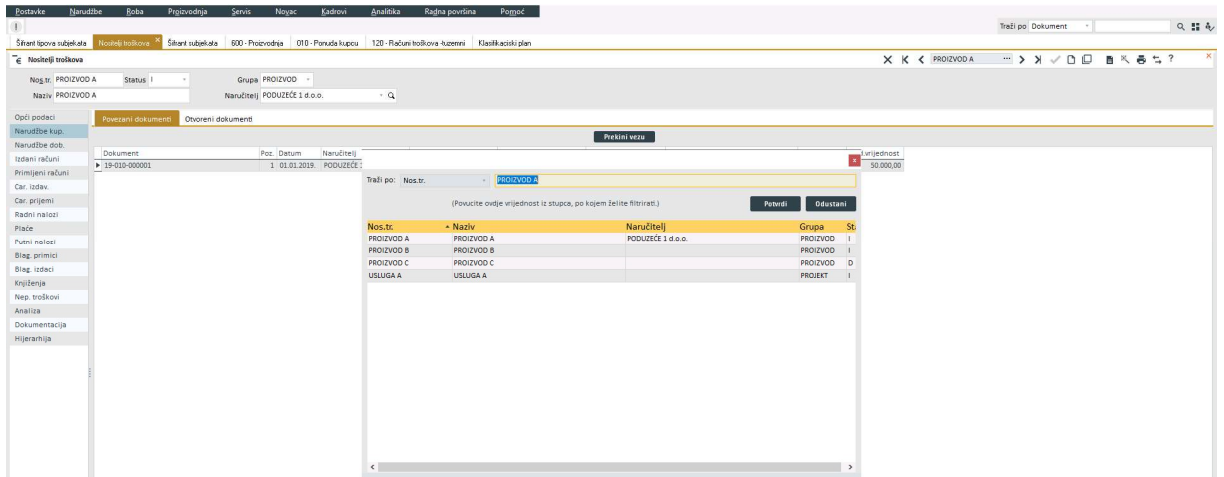 Postavke Narudžbe Roba Proizvodnja Servis Novac Kadrovi Analitika Radna površina Pomoć
Traži po Dokument
Šifrant tipova subjekata Nositelji troškova Šifrant subjekata 600 - Proizvodnja 010 - Ponuda kupcu 120 - Računi troškova -tuzemni Klasifikaciski plan
Nositelji troškova PROIZVOD A ... ?
Nos.tr. PROIZVOD A Status I Grupa PROIZVOD
Naziv PROIZVOD A Naručitelj PODUZEĆE 1 d.o.o.
Opći podaci Povezani dokumenti Otvoreni dokumenti
Narudžbe kup. Prekini vezu
Narudžbe dob.
Izdani računi
Primljeni računi
Car. izdav.
Car. prijemi
Radni nalozi
Plaće
Putni nalozi
Blag. primici
Blag. izdaci
Knjiženja
Nep. troškovi
Analiza
Dokumentacija
Hijerarhija
Dokument Poz. Datum Naručitelj vrijednost
19-010-000001 1 01.01.2019. PODUZEĆE 50.000,00
x
Traži po: Nos.tr. PROIZVOD A
(Povucite ovdje vrijednost iz stupca, po kojem želite filtrirati.) Potvrdi Odustani
Nos.tr. Naziv Naručitelj Grupa St
PROIZVOD A PROIZVOD A PODUZEĆE 1 d.o.o. PROIZVOD I
PROIZVOD B PROIZVOD B PROIZVOD I
PROIZVOD C PROIZVOD C PROIZVOD D
USLUGA A USLUGA A PROJEKT I